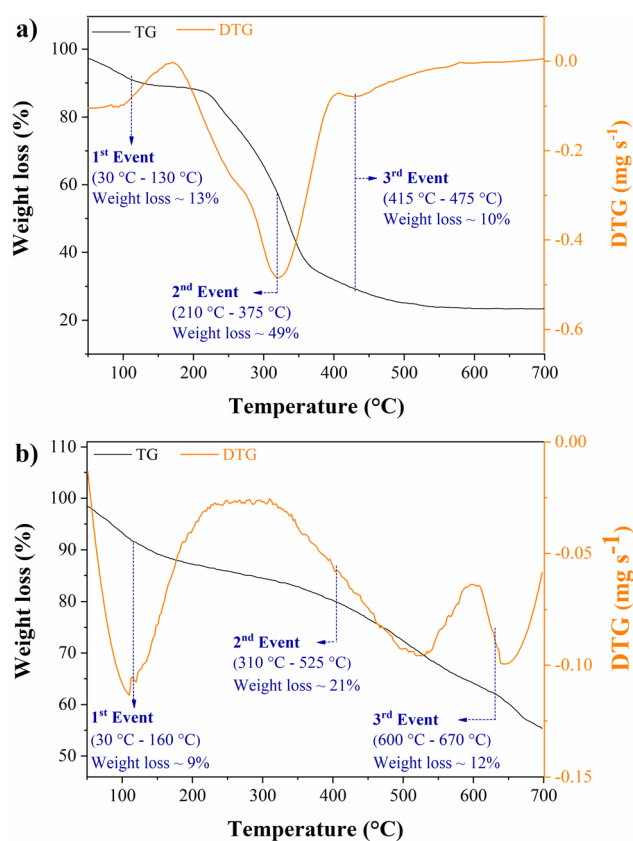 a)
TG
DTG
Weight loss (%)
100
80
60
40
20
0.0
-0.2
-0.4
-0.6
DTG (mg s-1)
1st Event
(30 °C - 130 °C)
Weight loss ~ 13%
3rd Event
(415 °C - 475 °C)
Weight loss ~ 10%
2nd Event
(210 °C - 375 °C)
Weight loss ~ 49%
100 200 300 400 500 600 700
Temperature (°C)
b)
TG
DTG
Weight loss (%)
110
100
90
80
70
60
50
0.00
-0.05
-0.10
-0.15
DTG (mg s-1)
2nd Event
(310 °C - 525 °C)
Weight loss ~ 21%
1st Event
(30 °C - 160 °C)
Weight loss ~ 9%
3rd Event
(600 °C - 670 °C)
Weight loss ~ 12%
100 200 300 400 500 600 700
Temperature (°C)